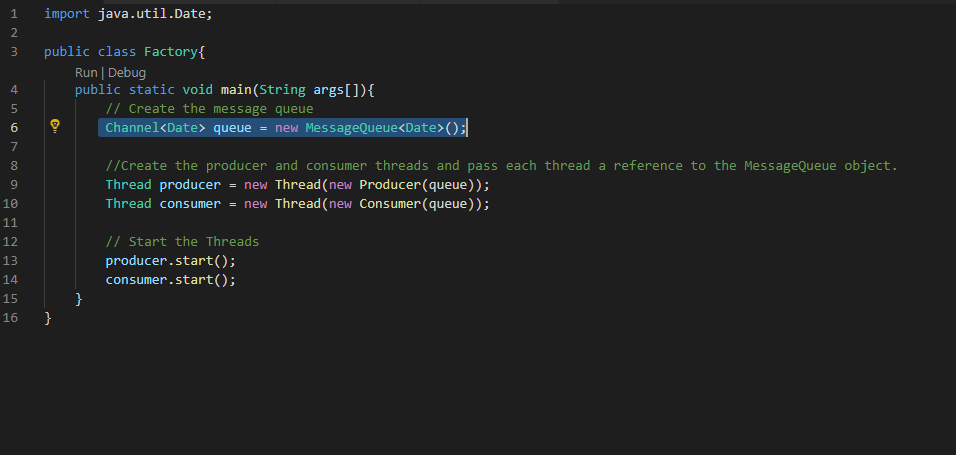 1 import java.util.Date;
2
3 public class Factory{
Run | Debug
4 public static void main(String args[]){
5 // Create the message queue
6 Channel<Date> queue = new MessageQueue<Date>();
7
8 //Create the producer and consumer threads and pass each thread a reference to the MessageQueue object.
9 Thread producer = new Thread(new Producer(queue));
10 Thread consumer = new Thread(new Consumer(queue));
11
12 // Start the Threads
13 producer.start();
14 consumer.start();
15 }
16 }